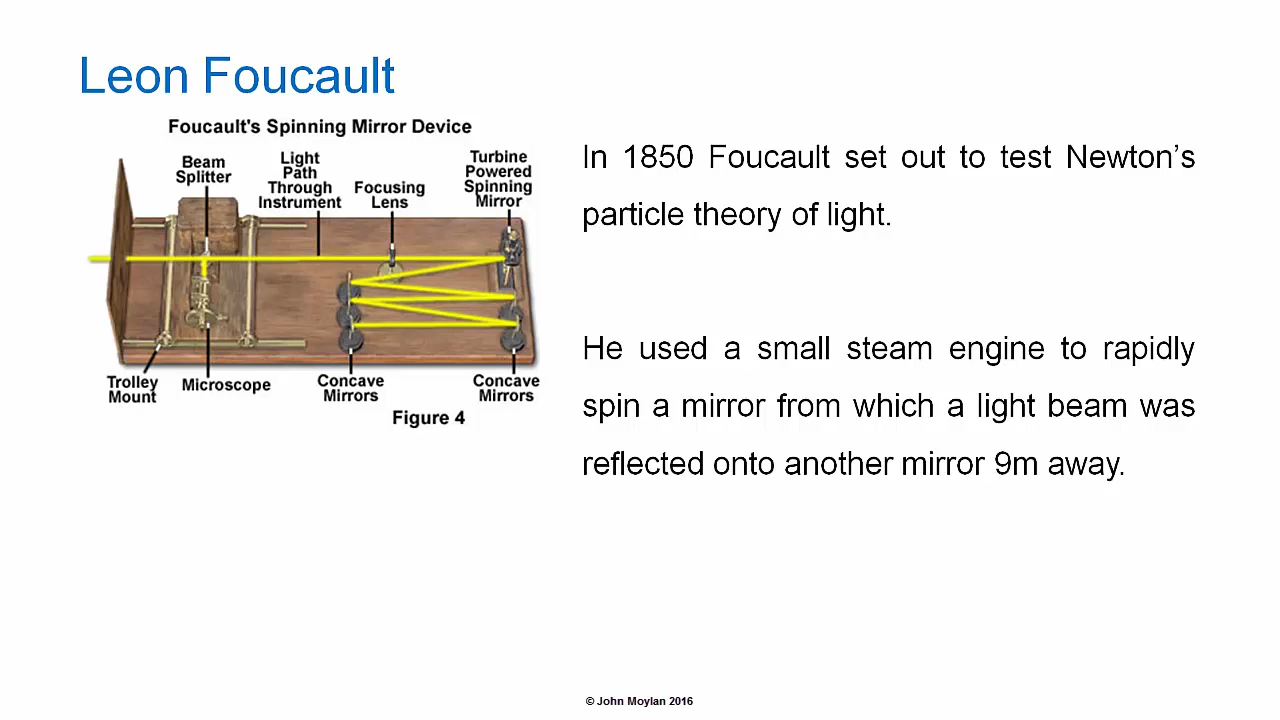 Leon Foucault
Foucault's Spinning Mirror Device
Beam
Splitter
Light
Path
Through
Instrument
Focusing
Lens
Turbine
Powered
Spinning
Mirror
Trolley
Mount
Microscope
Concave
Mirrors
Concave
Mirrors
Figure 4
In 1850 Foucault set out to test Newton’s
particle theory of light.
He used a small steam engine to rapidly
spin a mirror from which a light beam was
reflected onto another mirror 9m away.
© John Moylan 2016